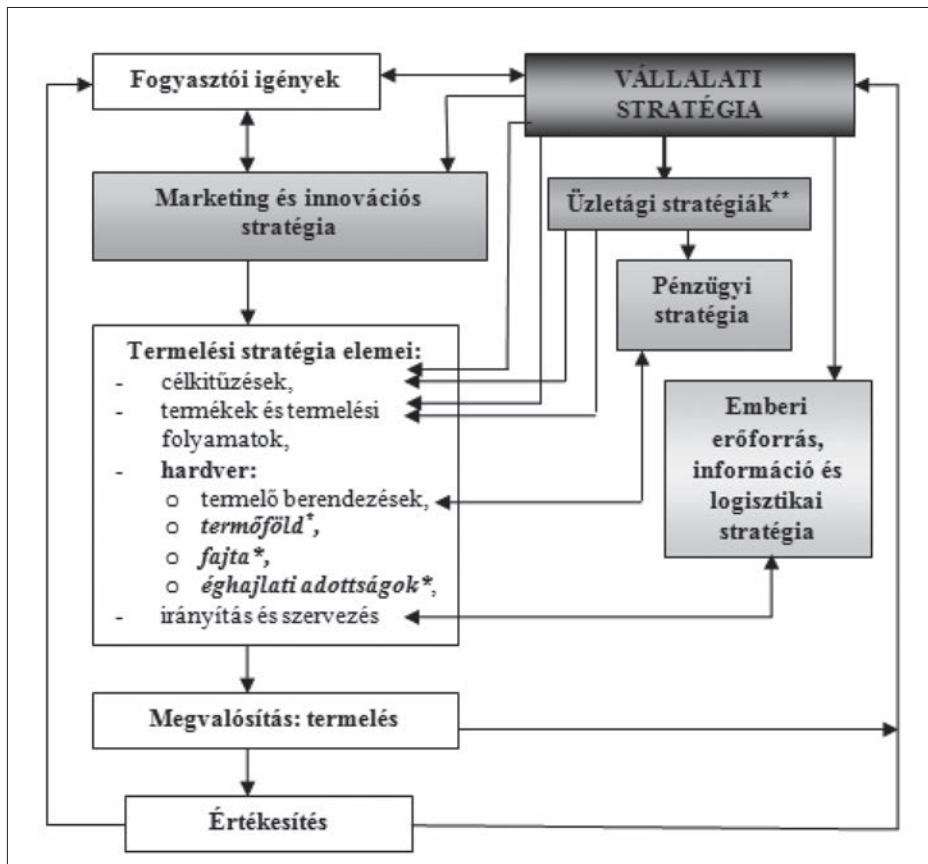 Fogyasztói igények
VÁLLALATI
STRATÉGIA
Marketing és innovációs
stratégia
Üzletági stratégiák**
Pénzügyi
stratégia
Termelési stratégia elemei:
- célkitűzések,
- termékek és termelési
folyamatok,
- hardver:
o termelő berendezések,
o termőföld*,
o fajta*,
o éghajlati adottságok*,
- irányítás és szervezés
Emberi
erőforrás,
információ és
logisztikai
stratégia
Megvalósítás: termelés
Értékesítés